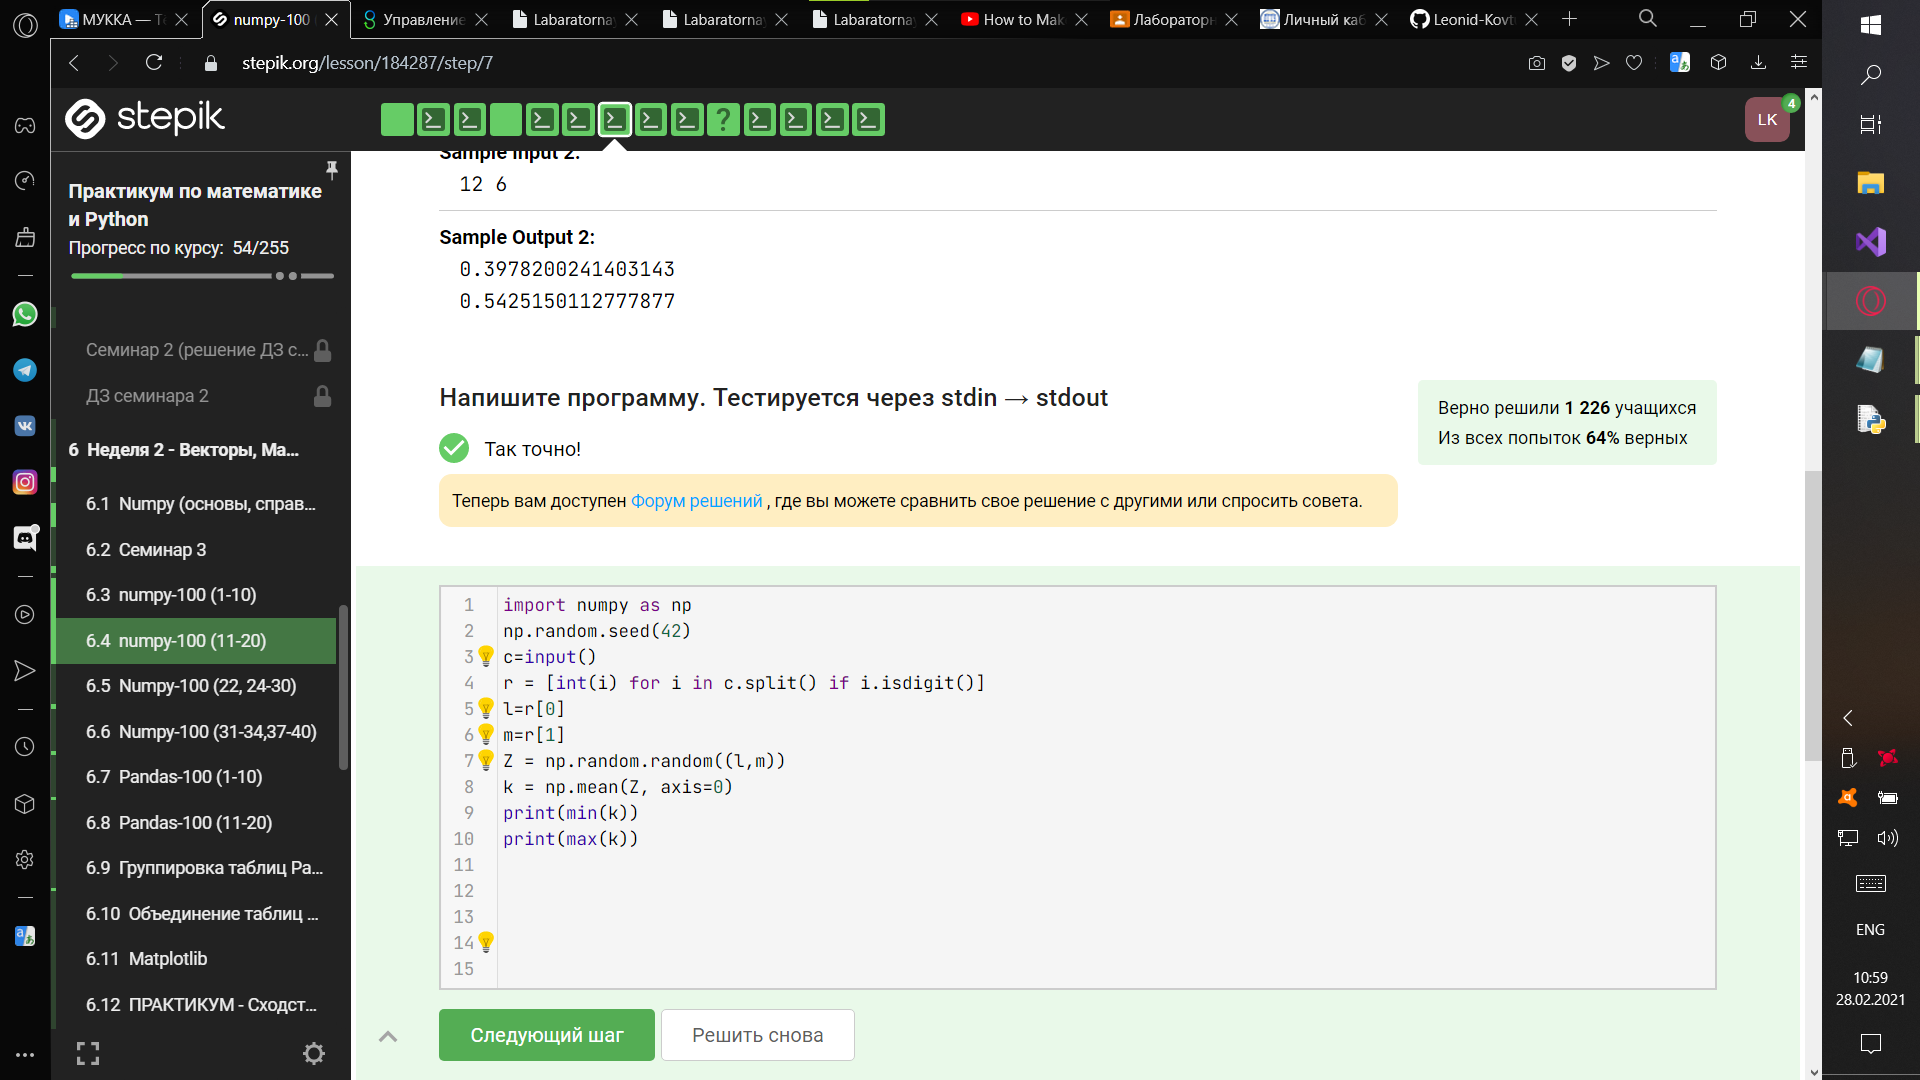 МУККА — Те
numpy-100
Управление
Labaratorna
Labaratorna
Labaratorna
How to Mak
Лабораторн
Личный каб
Leonid-Kovt
stepik.org/lesson/184287/step/7
stepik
LK
4
Практикум по математике
и Python
Прогресс по курсу: 54/255
Семинар 2 (решение ДЗ с...
ДЗ семинара 2
6 Неделя 2 - Векторы, Ма...
6.1 Numpy (основы, справ...
6.2 Семинар 3
6.3 numpy-100 (1-10)
6.4 numpy-100 (11-20)
6.5 Numpy-100 (22, 24-30)
6.6 Numpy-100 (31-34,37-40)
6.7 Pandas-100 (1-10)
6.8 Pandas-100 (11-20)
6.9 Группировка таблиц Pa...
6.10 Объединение таблиц ...
6.11 Matplotlib
6.12 ПРАКТИКУМ - Сходст...
Sample Input 2:
12 6
Sample Output 2:
0.3978200241403143
0.5425150112777877
Напишите программу. Тестируется через stdin → stdout
Верно решили 1 226 учащихся
Из всех попыток 64% верных
Так точно!
Теперь вам доступен Форум решений , где вы можете сравнить свое решение с другими или спросить совета.
1 import numpy as np
2 np.random.seed(42)
3 c=input()
4 r = [int(i) for i in c.split() if i.isdigit()]
5 l=r[0]
6 m=r[1]
7 Z = np.random.random((l,m))
8 k = np.mean(Z, axis=0)
9 print(min(k))
10 print(max(k))
11
12
13
14
15
Следующий шаг
Решить снова
ENG
10:59
28.02.2021